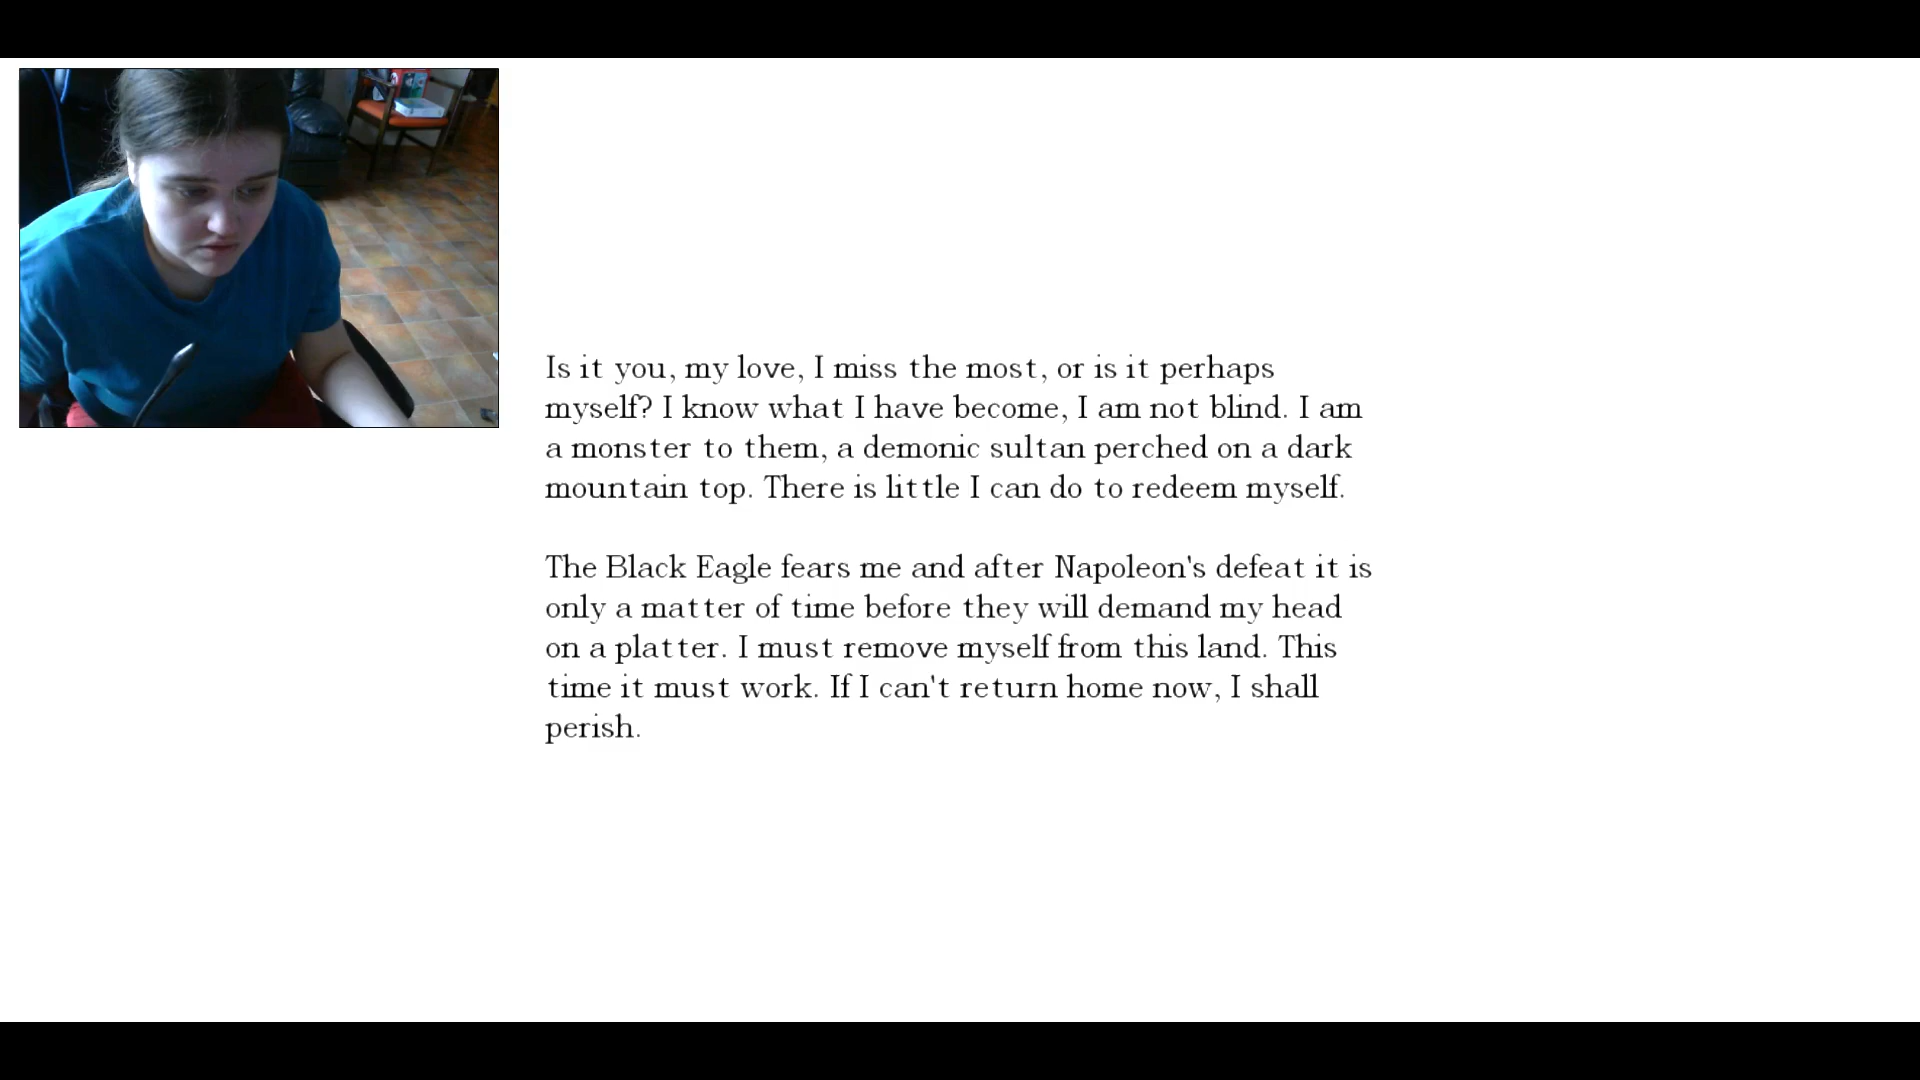 Is it you, my love, I miss the most, or is it perhaps
myself? I know what I have become, I am not blind. I am
a monster to them, a demonic sultan perched on a dark
mountain top. There is little I can do to redeem myself.
The Black Eagle fears me and after Napoleon's defeat it is
only a matter of time before they will demand my head
on a platter. I must remove myself from this land. This
time it must work. If I can't return home now, I shall
perish.